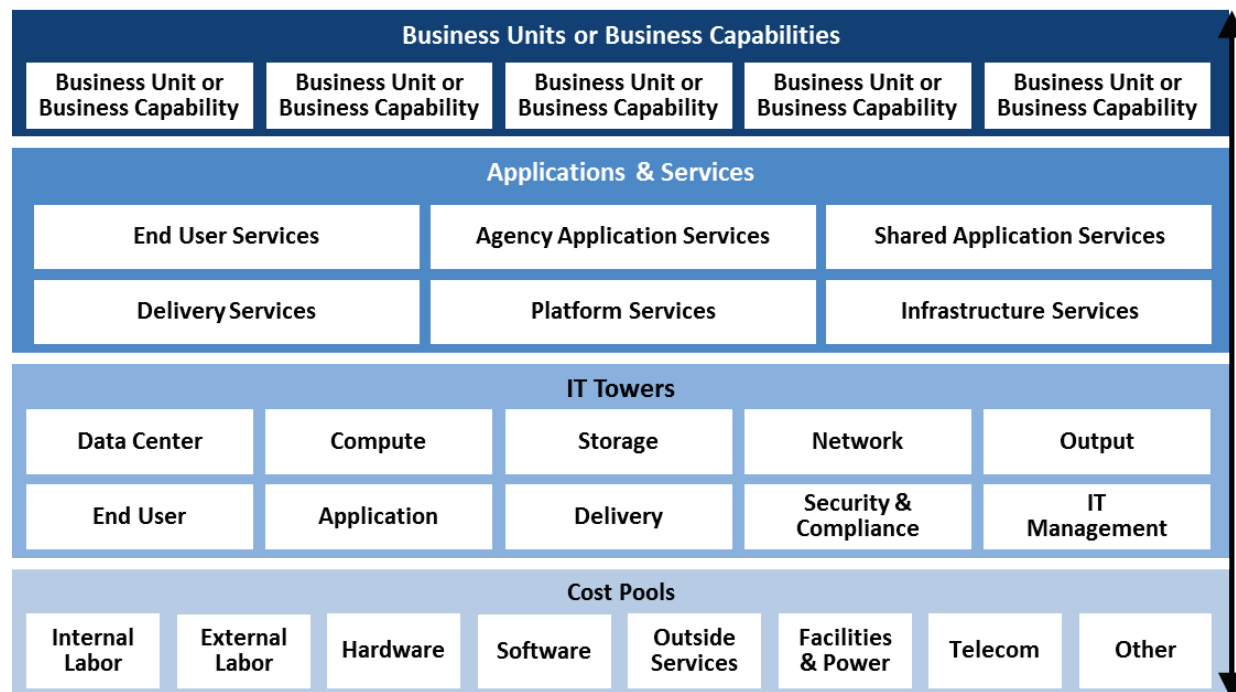 Business Units or Business Capabilities
Business Unit or
Business Capability
Business Unit or
Business Capability
Business Unit or
Business Capability
Business Unit or
Business Capability
Business Unit or
Business Capability
Applications & Services
End User Services
Agency Application Services
Shared Application Services
Delivery Services
Platform Services
Infrastructure Services
IT Towers
Data Center
Compute
Storage
Network
Output
End User
Application
Delivery
Security &
Compliance
IT
Management
Cost Pools
Internal
Labor
External
Labor
Hardware
Software
Outside
Services
Facilities
& Power
Telecom
Other